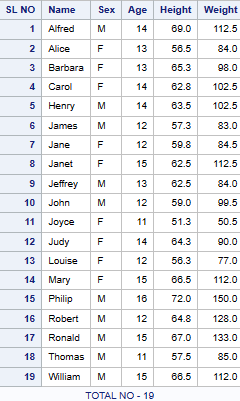 SL NO Name Sex Age Height Weight
1 Alfred M 14 69.0 112.5
2 Alice F 13 56.5 84.0
3 Barbara F 13 65.3 98.0
4 Carol F 14 62.8 102.5
5 Henry M 14 63.5 102.5
6 James M 12 57.3 83.0
7 Jane F 12 59.8 84.5
8 Janet F 15 62.5 112.5
9 Jeffrey M 13 62.5 84.0
10 John M 12 59.0 99.5
11 Joyce F 11 51.3 50.5
12 Judy F 14 64.3 90.0
13 Louise F 12 56.3 77.0
14 Mary F 15 66.5 112.0
15 Philip M 16 72.0 150.0
16 Robert M 12 64.8 128.0
17 Ronald M 15 67.0 133.0
18 Thomas M 11 57.5 85.0
19 William M 15 66.5 112.0
TOTAL NO - 19